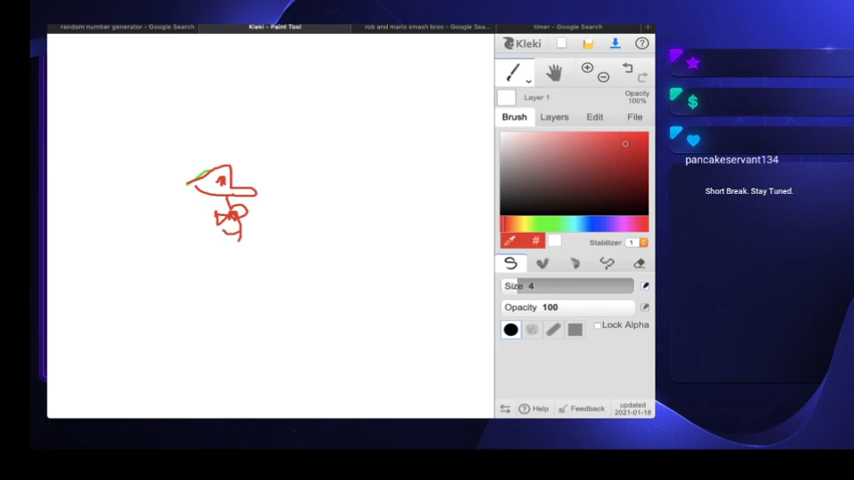 random number generator - Google Search
Kleki - Paint Tool
rob and mario smash bros - Google Sea...
timer - Google Search
Kleki
Layer 1
Opacity
100%
Brush
Layers
Edit
File
Stabilizer 1
Size 4
Opacity 100
Lock Alpha
Help
Feedback
updated
2021-01-18
pancakeservant134
Short Break. Stay Tuned.